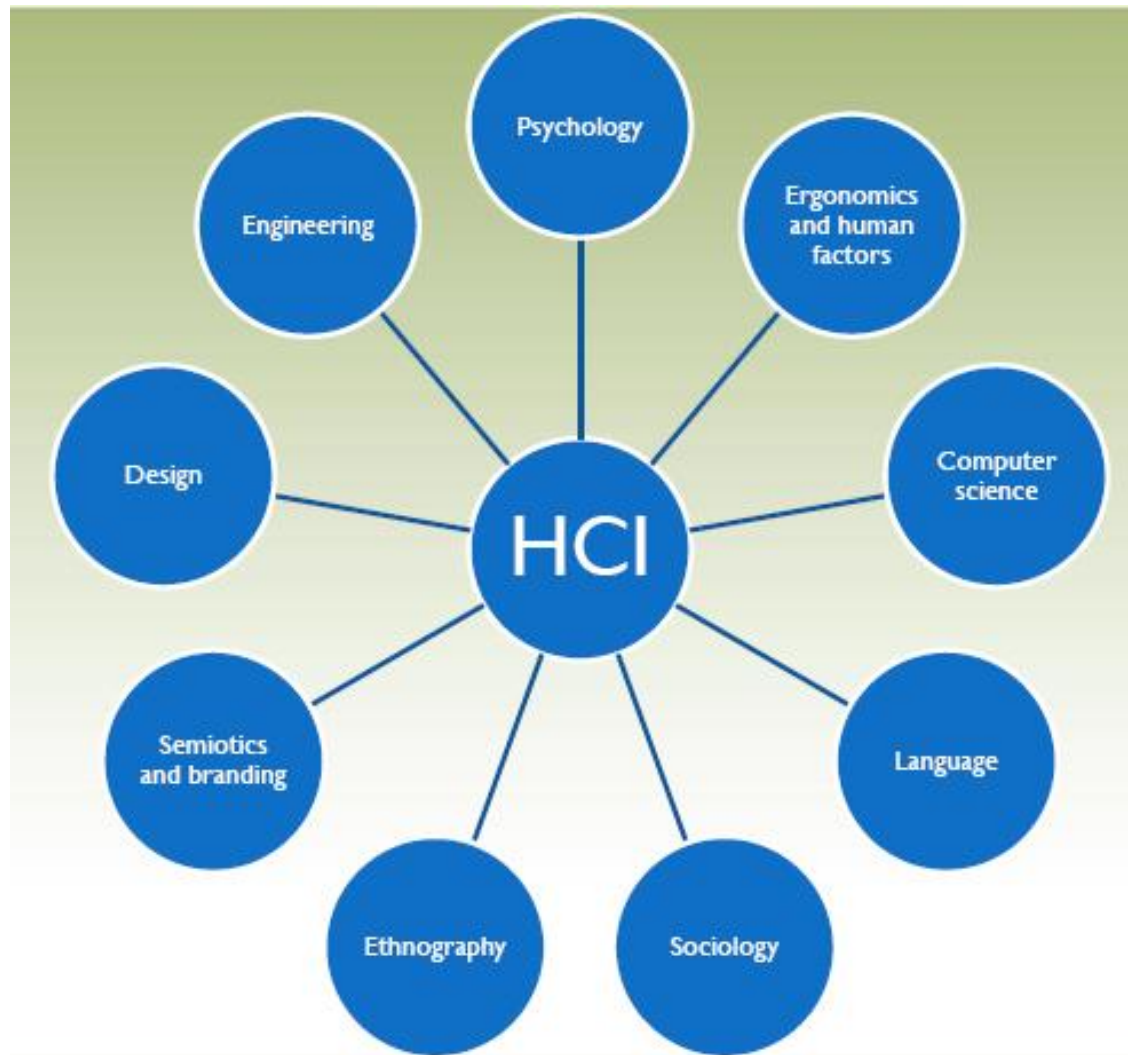 Psychology
Engineering
Ergonomics
and human
factors
Design
Computer
science
HCI
Semiotics
and branding
Language
Ethnography
Sociology